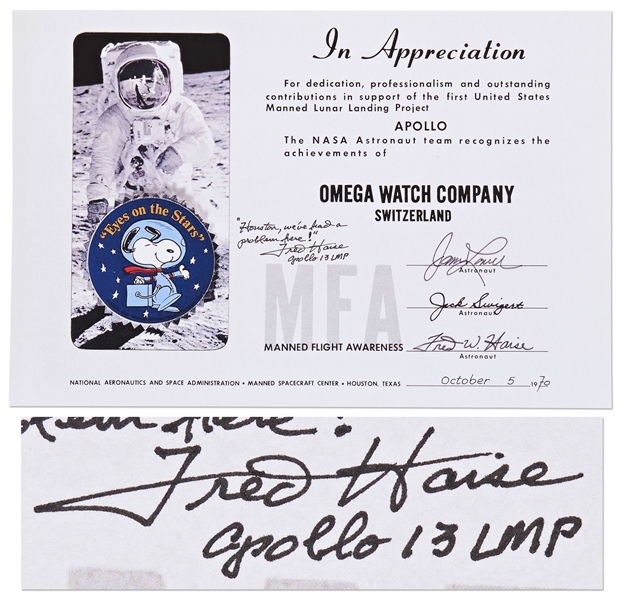 In Appreciation
For dedication, professionalism and outstanding
contributions in support of the first United States
Manned Lunar Landing Project
APOLLO
The NASA Astronaut team recognizes the
achievements of
OMEGA WATCH COMPANY
SWITZERLAND
"Eyes on the Stars"
"Houston, we've had a
problem here!"
Fred Haise
Apollo 13 LMP
James Lovell
Astronaut
Jack Swigert
Astronaut
MFA
MANNED FLIGHT AWARENESS Fred W. Haise
Astronaut
NATIONAL AERONAUTICS AND SPACE ADMINISTRATION • MANNED SPACECRAFT CENTER • HOUSTON, TEXAS October 5 1970
here!
Fred Haise
Apollo 13 LMP